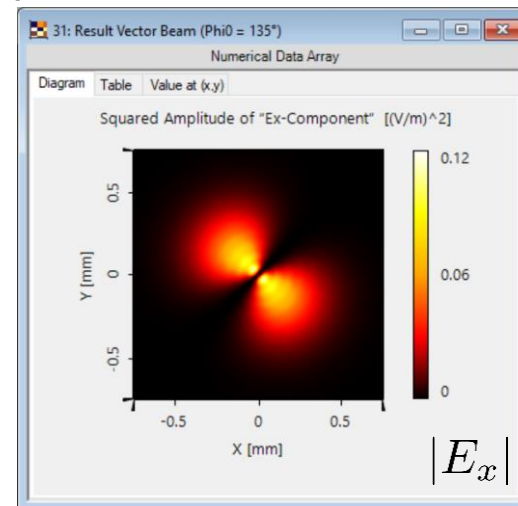 31: Result Vector Beam (Phi0 = 135°)
Numerical Data Array
Diagram Table Value at (x,y)
Squared Amplitude of "Ex-Component" [(V/m)^2]
0.5
0
-0.5
Y [mm]
-0.5 0 0.5
X [mm]
0.12
0.06
0
|E_x|